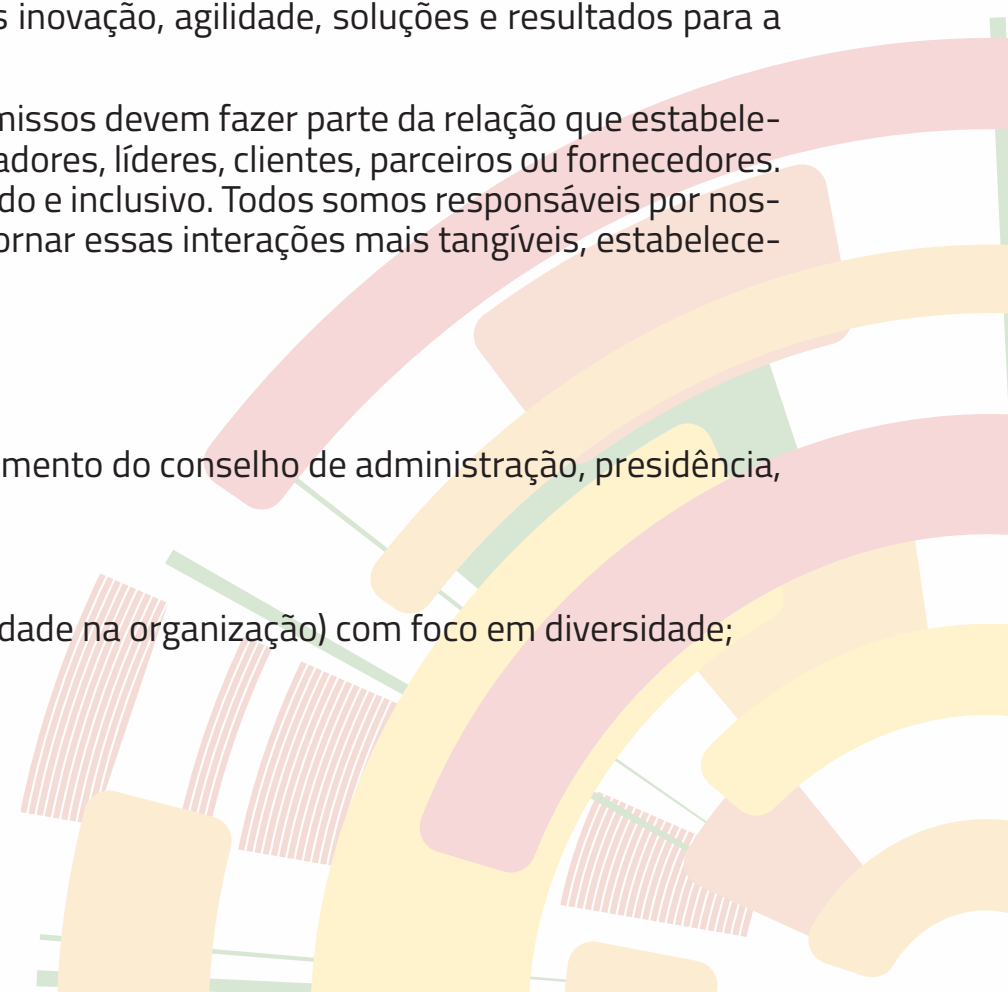 s inovação, agilidade, soluções e resultados para a
missos devem fazer parte da relação que estabele-
adores, líderes, clientes, parceiros ou fornecedores.
do e inclusivo. Todos somos responsáveis por nos-
ornar essas interações mais tangíveis, estabelece-
mento do conselho de administração, presidência,
dade na organização) com foco em diversidade;